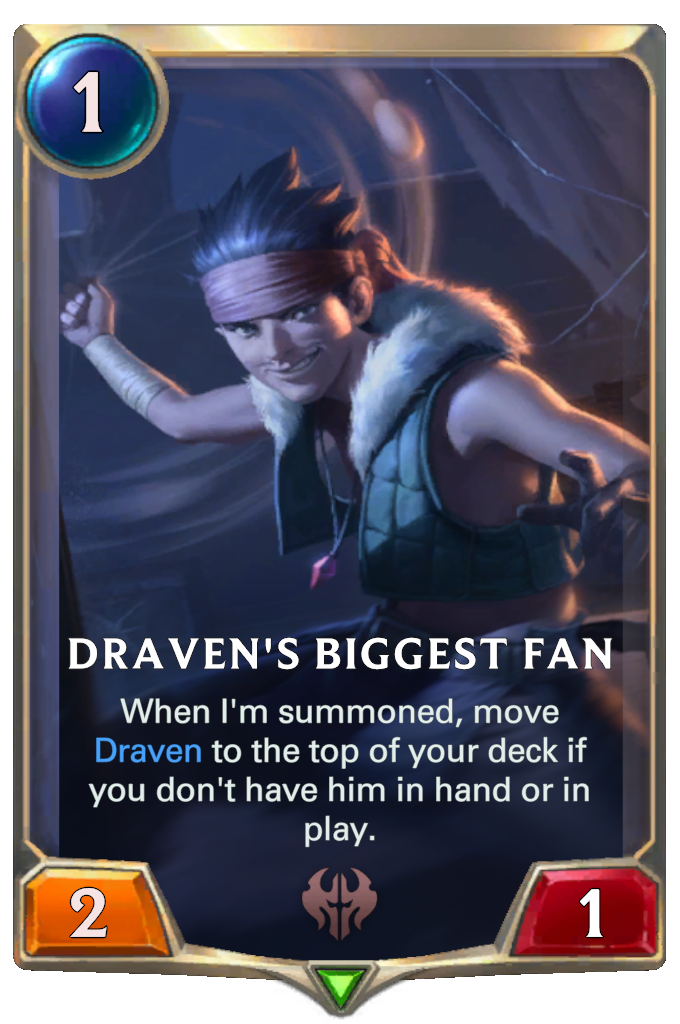 1
DRAVEN'S BIGGEST FAN
When I'm summoned, move
Draven to the top of your deck if
you don't have him in hand or in
play.
2
1